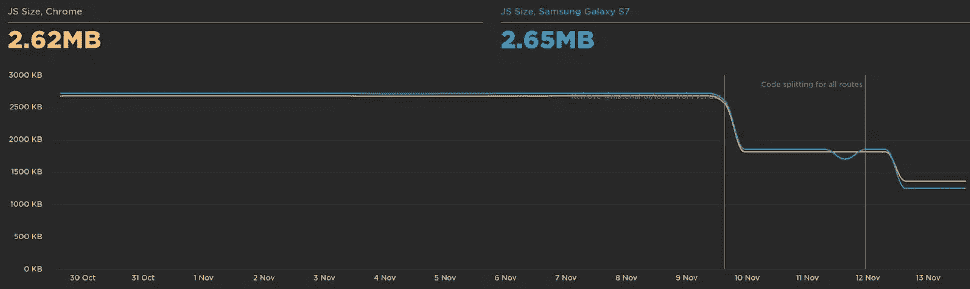 JS Size, Chrome
2.62MB
JS Size, Samsung Galaxy S7
2.65MB
3000 KB
2500 KB
2000 KB
1500 KB
1000 KB
500 KB
0 KB
Code splitting for all routes
30 Oct
31 Oct
1 Nov
2 Nov
3 Nov
4 Nov
5 Nov
6 Nov
7 Nov
8 Nov
9 Nov
10 Nov
11 Nov
12 Nov
13 Nov